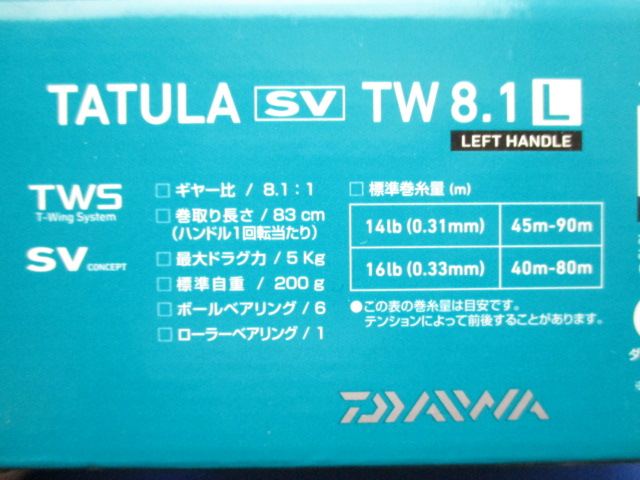 TATULA SV TW 8.1 L
LEFT HANDLE
TWS
T-Wing System
SV CONCEPT
□ ギヤー比 / 8.1:1
□ 巻取り長さ / 83 cm
(ハンドル1回転当たり)
□ 最大ドラグ力 / 5 Kg
□ 標準自重 / 200 g
□ ボールベアリング / 6
□ ローラーベアリング / 1
□ 標準巻糸量 (m)
14lb (0.31mm) 45m-90m
16lb (0.33mm) 40m-80m
●この表の巻糸量は目安です。
テンションによって前後することがあります。
DAIWA